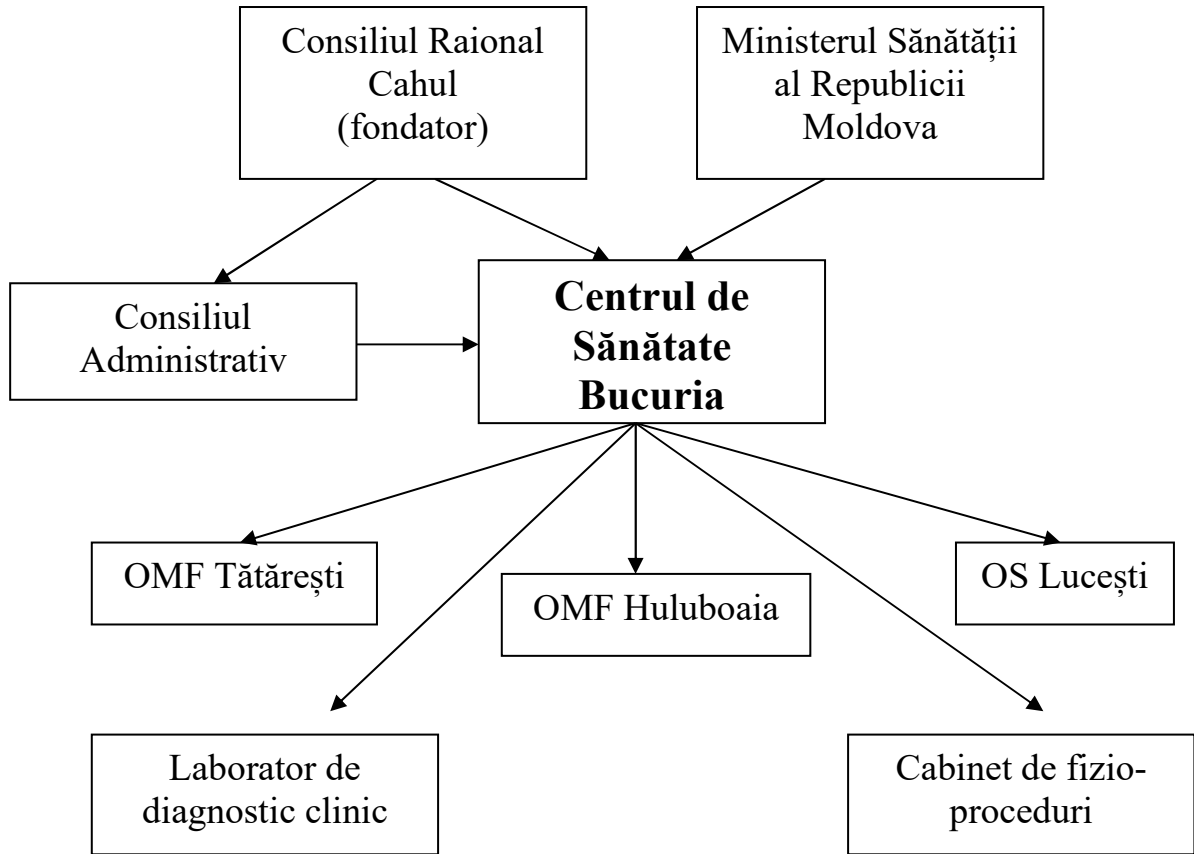 Consiliul Raional
Cahul
(fondator)
Ministerul Sănătății
al Republicii
Moldova
Consiliul
Administrativ
Centrul de
Sănătate
Bucuria
OMF Tătărești
OMF Huluboaia
OS Lucești
Laborator de
diagnostic clinic
Cabinet de fizio-
proceduri